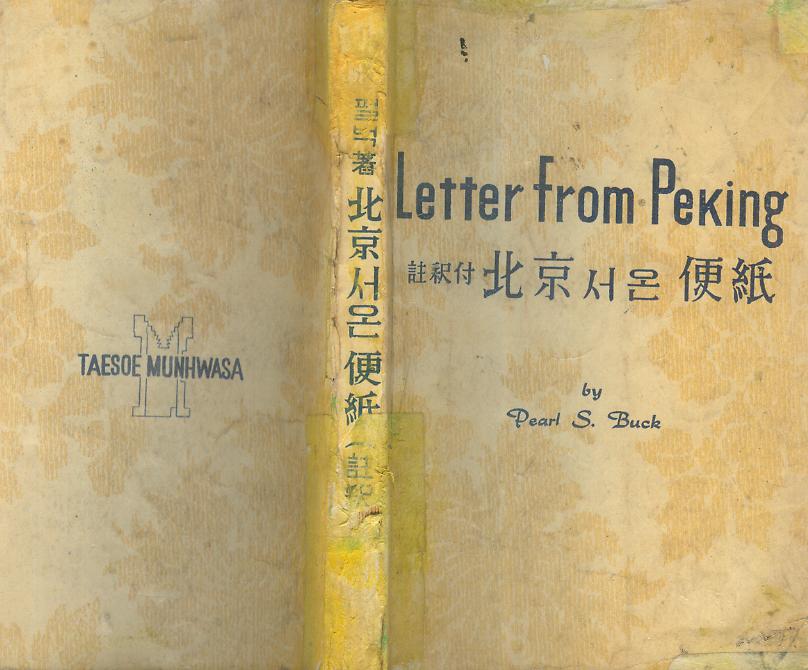 Letter from Peking
註釈付 北京서온 便紙
by
Pearl S. Buck
펄 벅 著 北京서온 便紙
TAESOE MUNHWASA